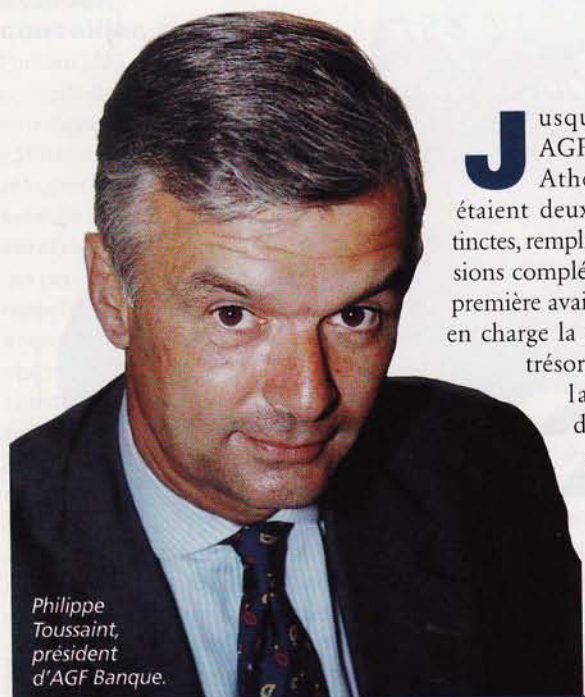 Jusqu
AGF
Athe
étaient deux
tinctes, rempl
sions complé
première avai
en charge la
trésor
la
d
Philippe
Toussaint,
président
d'AGF Banque.